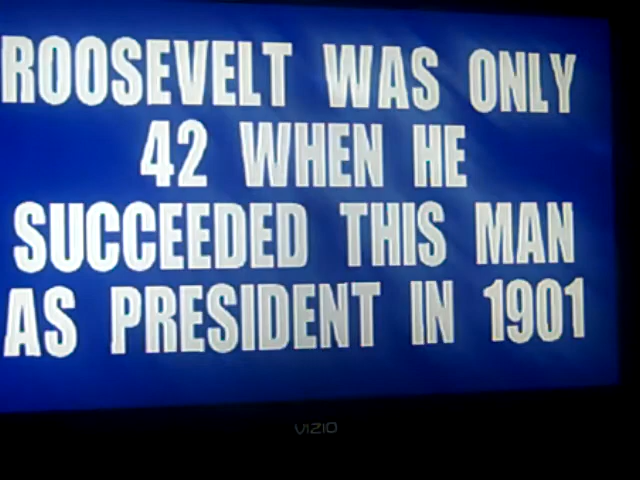 ROOSEVELT WAS ONLY
42 WHEN HE
SUCCEEDED THIS MAN
AS PRESIDENT IN 1901
VIZIO